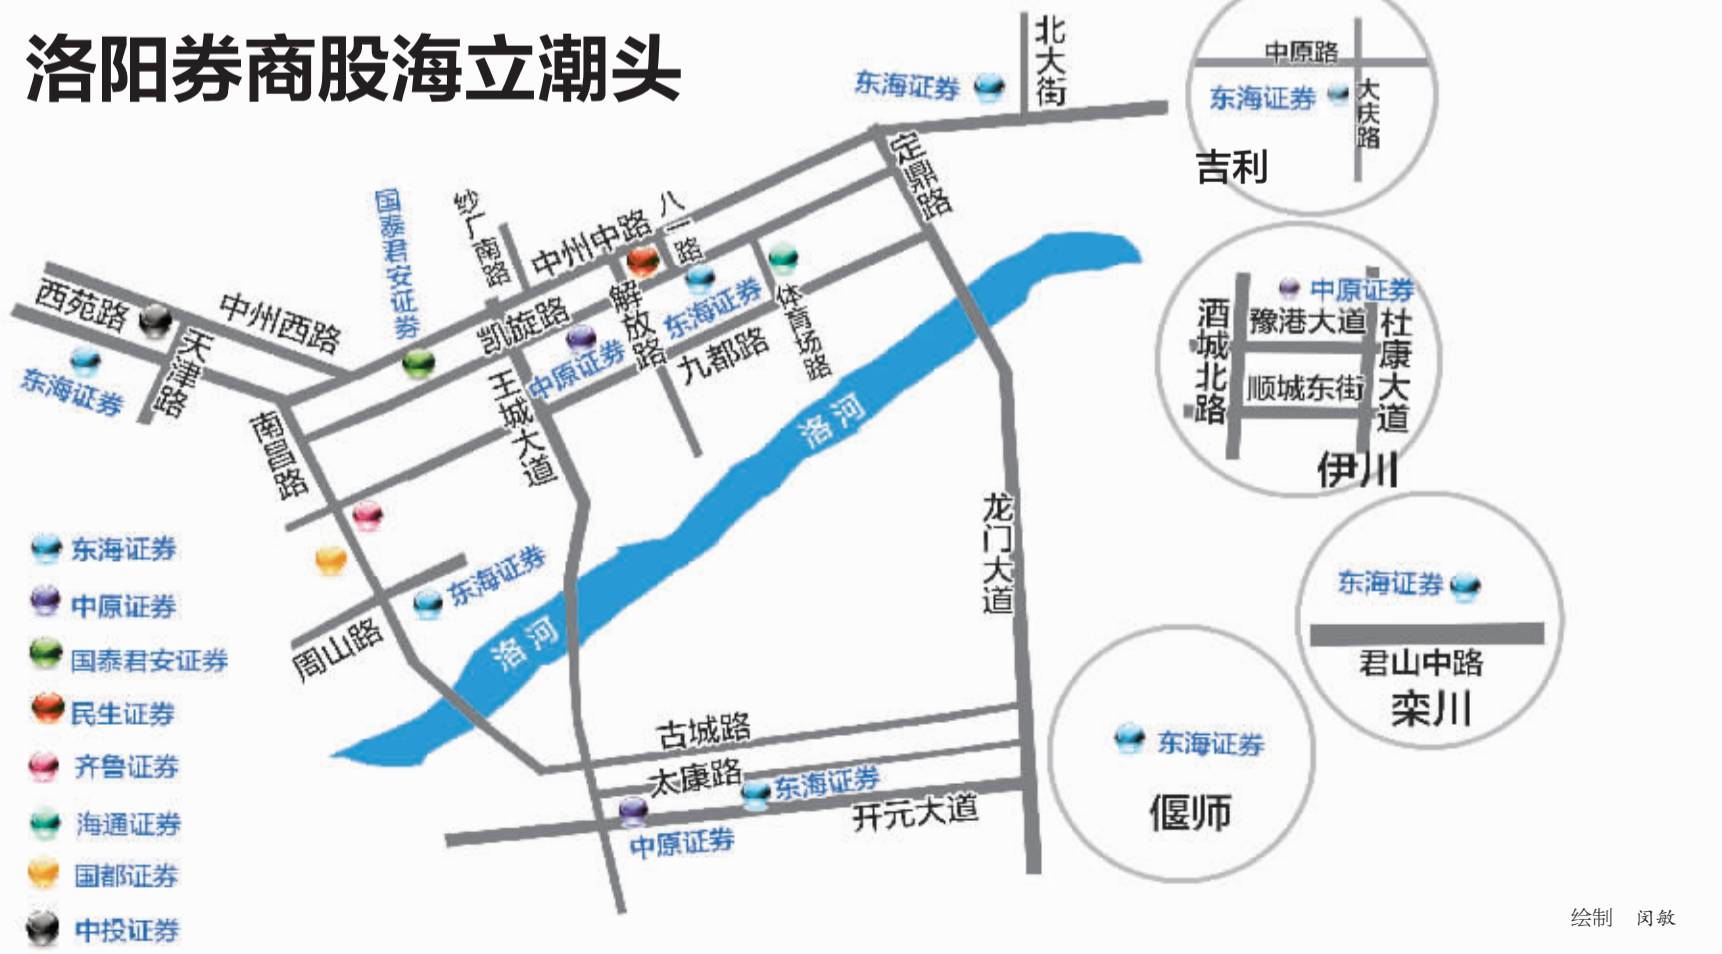 洛阳券商股海立潮头
北大街
东海证券
中原路
东海证券
大庆路
吉利
定鼎路
国泰君安证券
纱厂南路
中州中路
八一路
西苑路
中州西路
天津路
东海证券
凯旋路
解放路
东海证券
体育场路
中原证券
九都路
王城大道
南昌路
洛河
中原证券
豫港大道
酒城北路
杜康大道
顺城东街
伊川
龙门大道
东海证券
周山路
洛河
东海证券
君山中路
栾川
古城路
太康路
东海证券
开元大道
中原证券
东海证券
偃师
东海证券
中原证券
国泰君安证券
民生证券
齐鲁证券
海通证券
国都证券
中投证券
绘制 闵敏